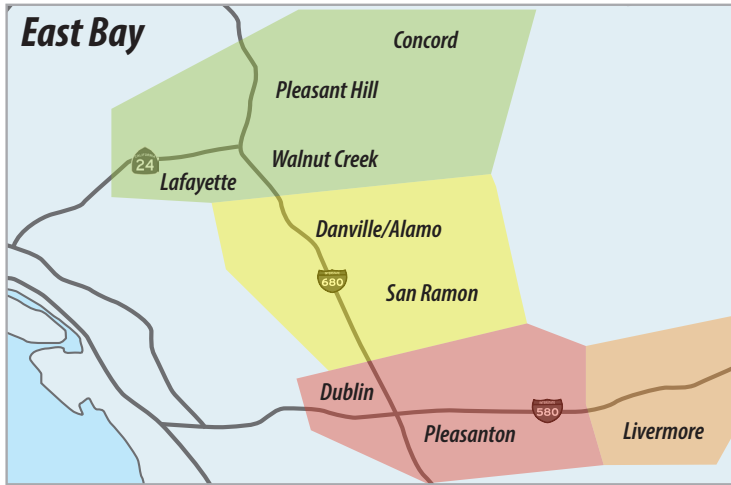 East Bay
Concord
Pleasant Hill
24
Walnut Creek
Lafayette
Danville/Alamo
680
San Ramon
Dublin
580
Pleasanton
Livermore